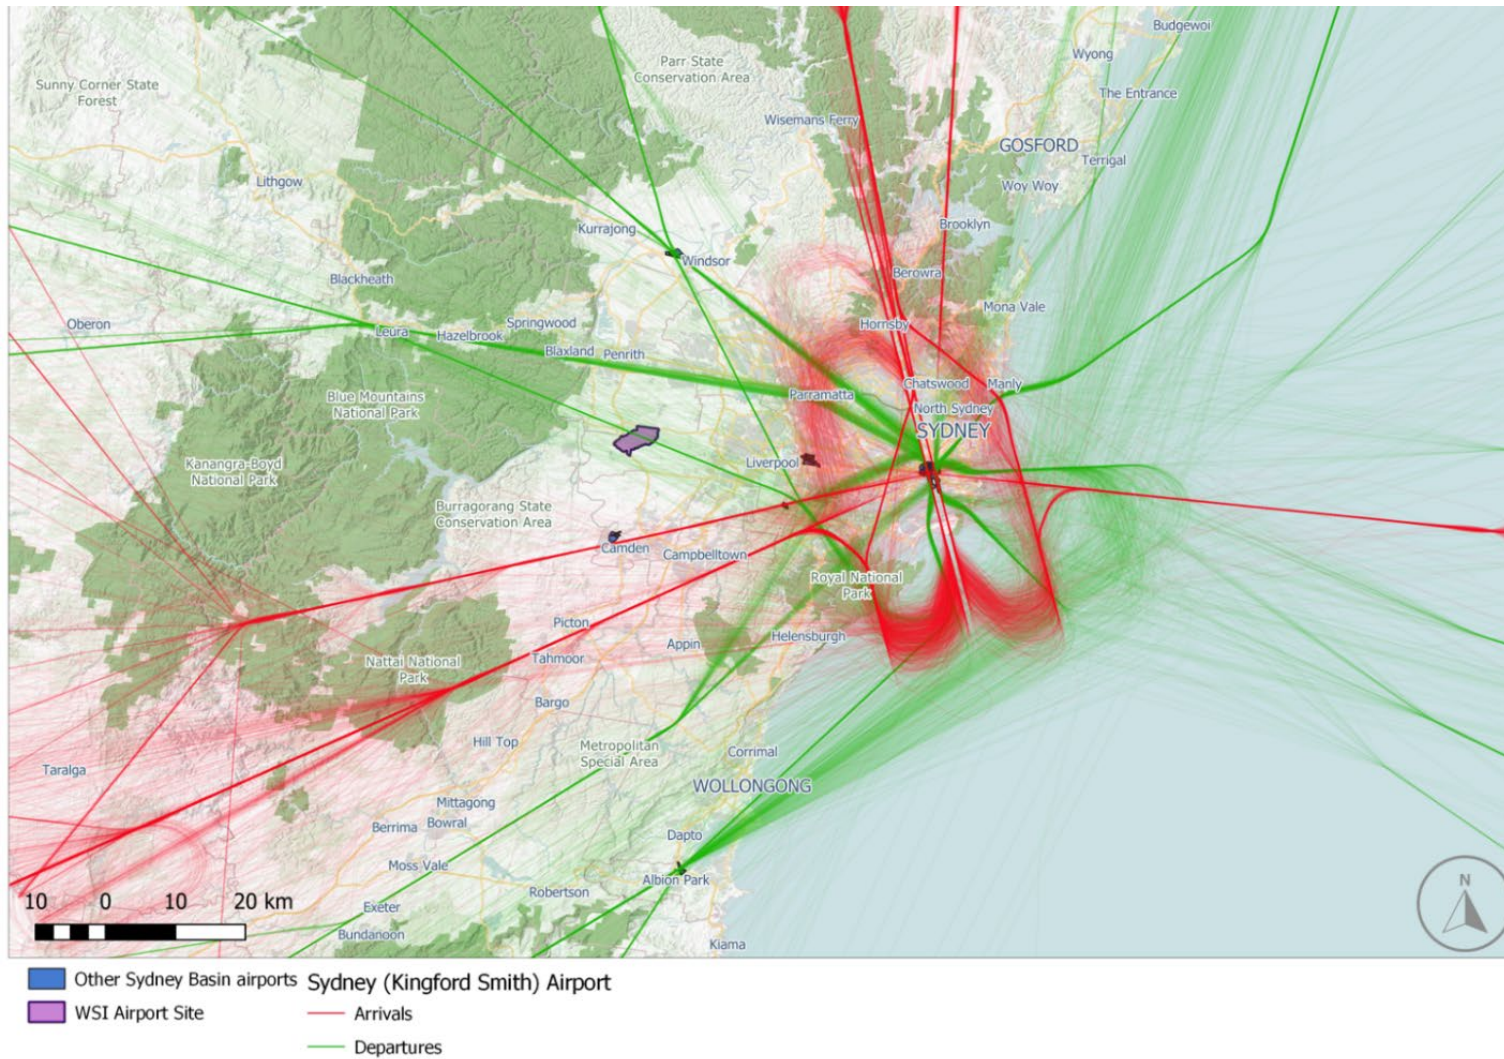 Budgewoi
Wyong
Parr State
Conservation Area
Sunny Corner State
Forest
The Entrance
Wisemans Ferry
GOSFORD
Terrigal
Lithgow
Woy Woy
Brooklyn
Kurrajong
Windsor
Berowra
Blackheath
Mona Vale
Oberon
Leura
Hazelbrook
Springwood
Hornsby
Blaxland
Penrith
Chatswood
Manly
Parramatta
Blue Mountains
National Park
North Sydney
SYDNEY
Kanangra-Boyd
National Park
Liverpool
Burragorang State
Conservation Area
Camden
Campbelltown
Royal National
Park
Picton
Helensburgh
Appin
Nattai National
Park
Tahmoor
Bargo
Hill Top
Metropolitan
Special Area
Corrimal
Taralga
WOLLONGONG
Mittagong
Berrima
Bowral
Dapto
Moss Vale
Albion Park
Robertson
10 0 10 20 km
Exeter
Bundanoon
Kiama
N
Other Sydney Basin airports
WSI Airport Site
Sydney (Kingford Smith) Airport
Arrivals
Departures